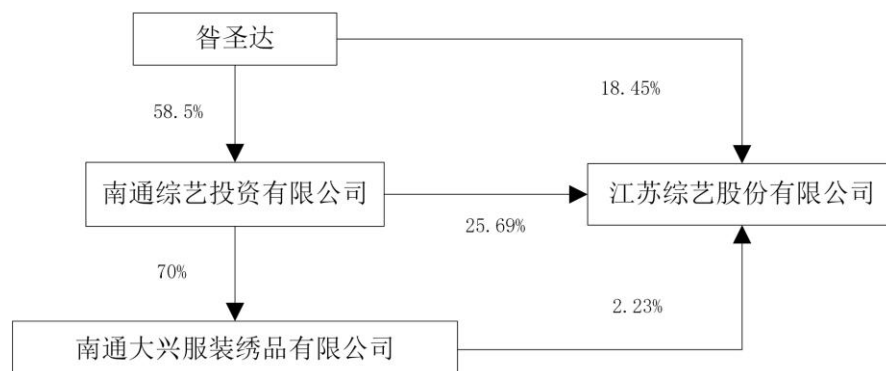 昝圣达
18.45%
58.5%
南通综艺投资有限公司
江苏综艺股份有限公司
25.69%
70%
2.23%
南通大兴服装绣品有限公司